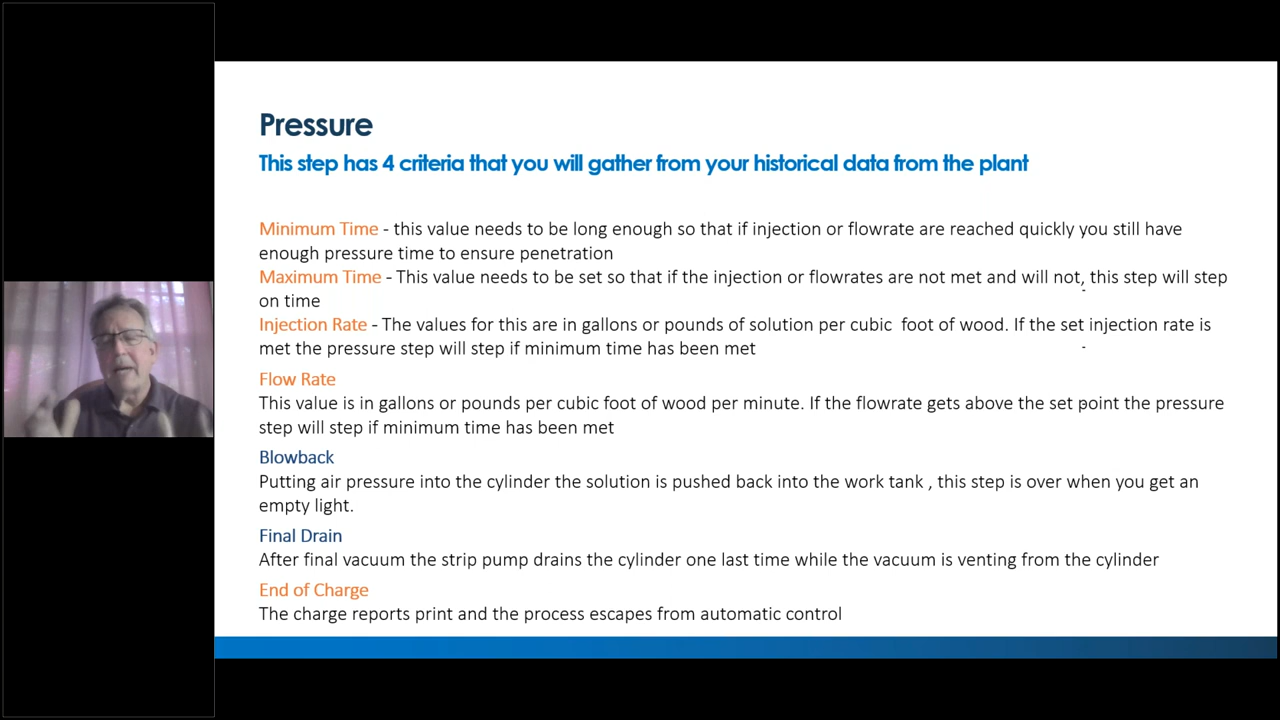 Pressure
This step has 4 criteria that you will gather from your historical data from the plant
Minimum Time - this value needs to be long enough so that if injection or flowrate are reached quickly you still have
enough pressure time to ensure penetration
Maximum Time - This value needs to be set so that if the injection or flowrates are not met and will not, this step will step
on time
Injection Rate - The values for this are in gallons or pounds of solution per cubic foot of wood. If the set injection rate is
met the pressure step will step if minimum time has been met
Flow Rate
This value is in gallons or pounds per cubic foot of wood per minute. If the flowrate gets above the set point the pressure
step will step if minimum time has been met
Blowback
Putting air pressure into the cylinder the solution is pushed back into the work tank , this step is over when you get an
empty light.
Final Drain
After final vacuum the strip pump drains the cylinder one last time while the vacuum is venting from the cylinder
End of Charge
The charge reports print and the process escapes from automatic control